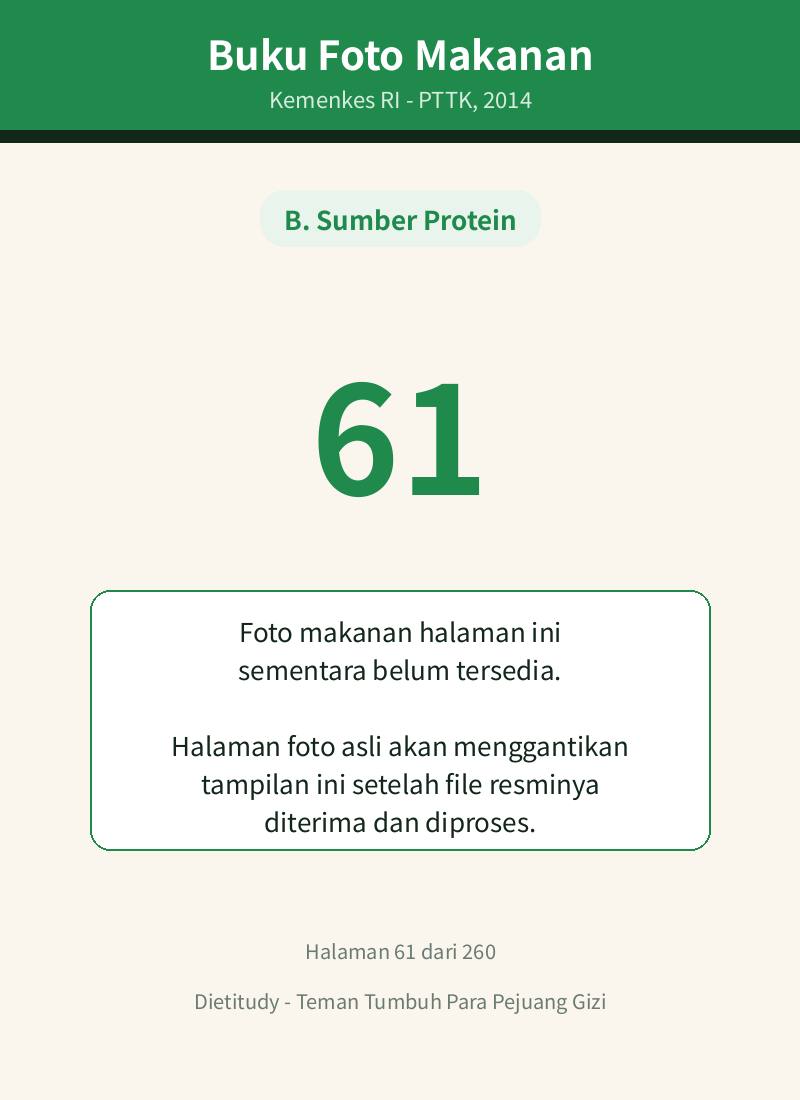 Buku Foto Makanan
Kemenkes RI - PTTK, 2014
B. Sumber Protein
61
Foto makanan halaman ini
sementara belum tersedia.
Halaman foto asli akan menggantikan
tampilan ini setelah file resminya
diterima dan diproses.
Halaman 61 dari 260
Dietitudy - Teman Tumbuh Para Pejuang Gizi